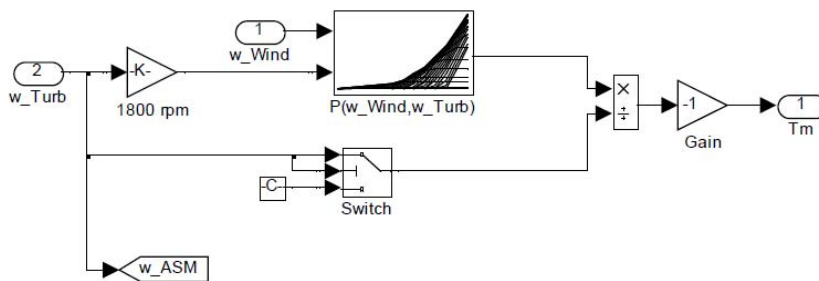 1
w_Wind
2
w_Turb
-K-
1800 rpm
P(w_Wind,w_Turb)
×
÷
-1
Gain
1
Tm
-C-
Switch
w_ASM